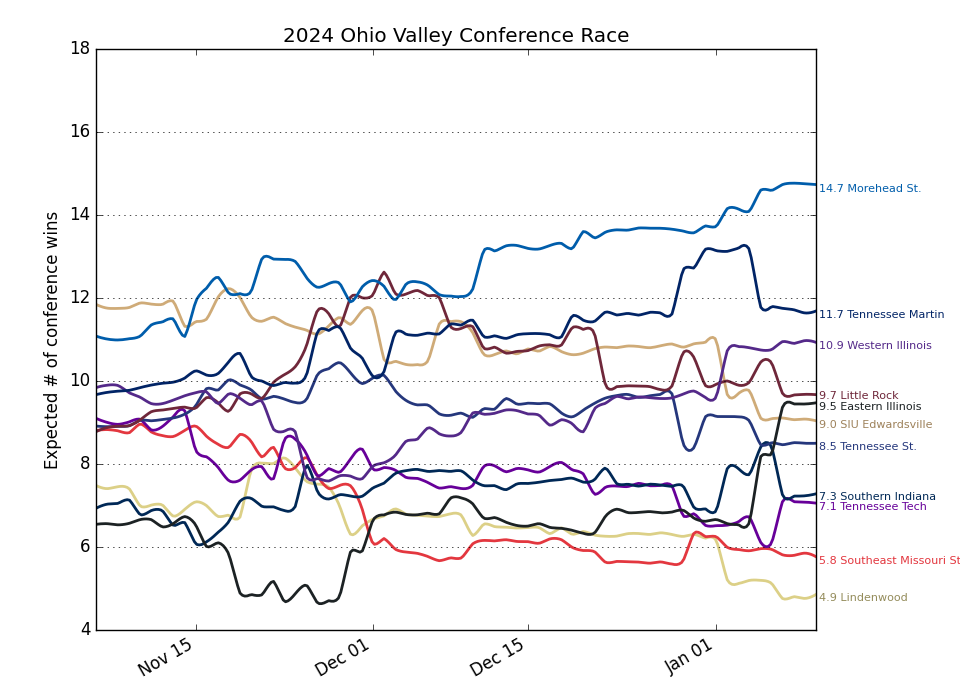 2024 Ohio Valley Conference Race
Expected # of conference wins
18
16
14
12
10
8
6
4
Nov 15
Dec 01
Dec 15
Jan 01
14.7 Morehead St.
11.7 Tennessee Martin
10.9 Western Illinois
9.7 Little Rock
9.5 Eastern Illinois
9.0 SIU Edwardsville
8.5 Tennessee St.
7.3 Southern Indiana
7.1 Tennessee Tech
5.8 Southeast Missouri St
4.9 Lindenwood